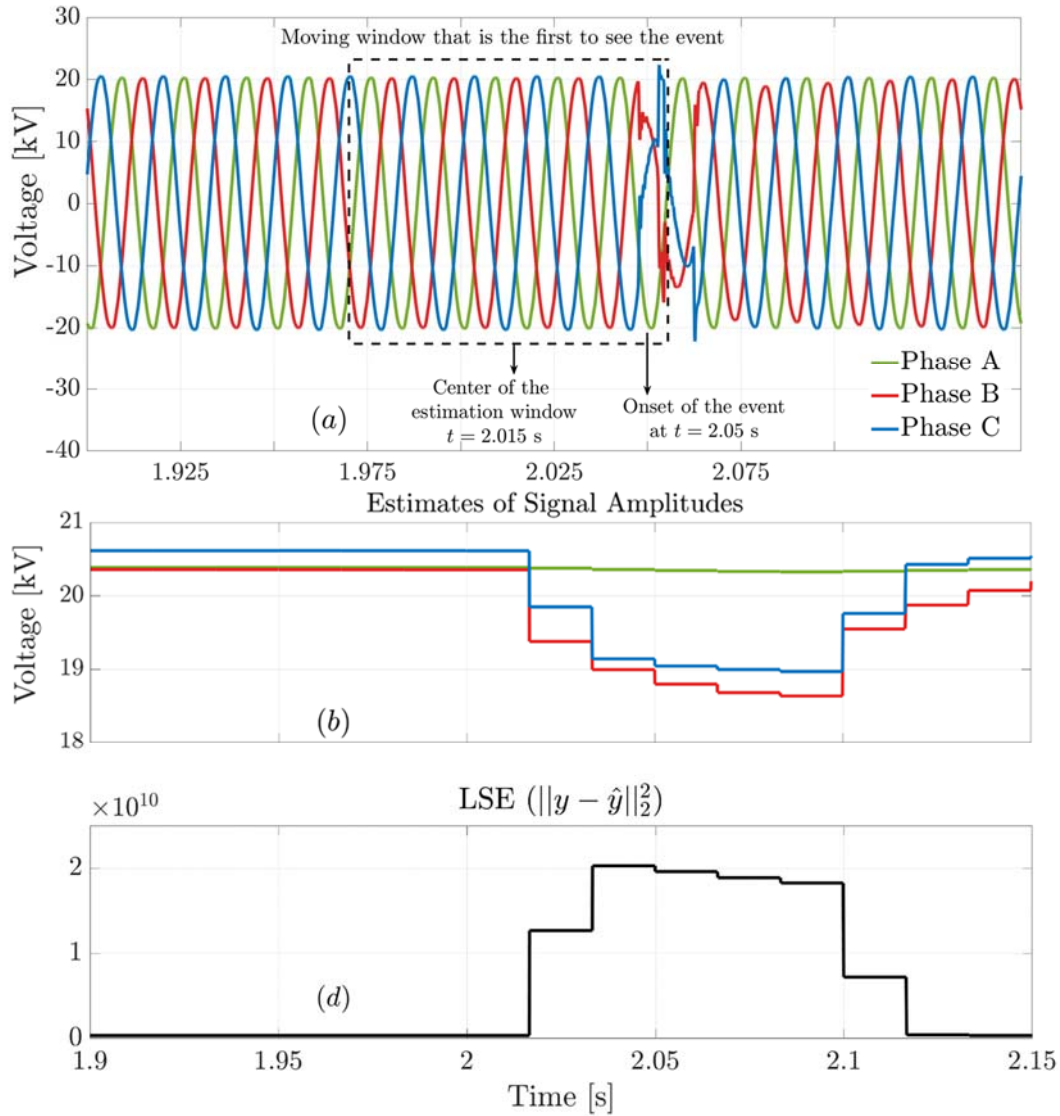 Moving window that is the first to see the event
Voltage [kV]
30
20
10
0
-10
-20
-30
-40
Center of the
estimation window
t = 2.015 s
Onset of the event
at t = 2.05 s
Phase A
Phase B
Phase C
(a)
1.925
1.975
2.025
2.075
Estimates of Signal Amplitudes
Voltage [kV]
21
20
19
18
(b)
×10^10
LSE (||y − ŷ||₂²)
2
1
0
(d)
1.9
1.95
2
2.05
2.1
2.15
Time [s]